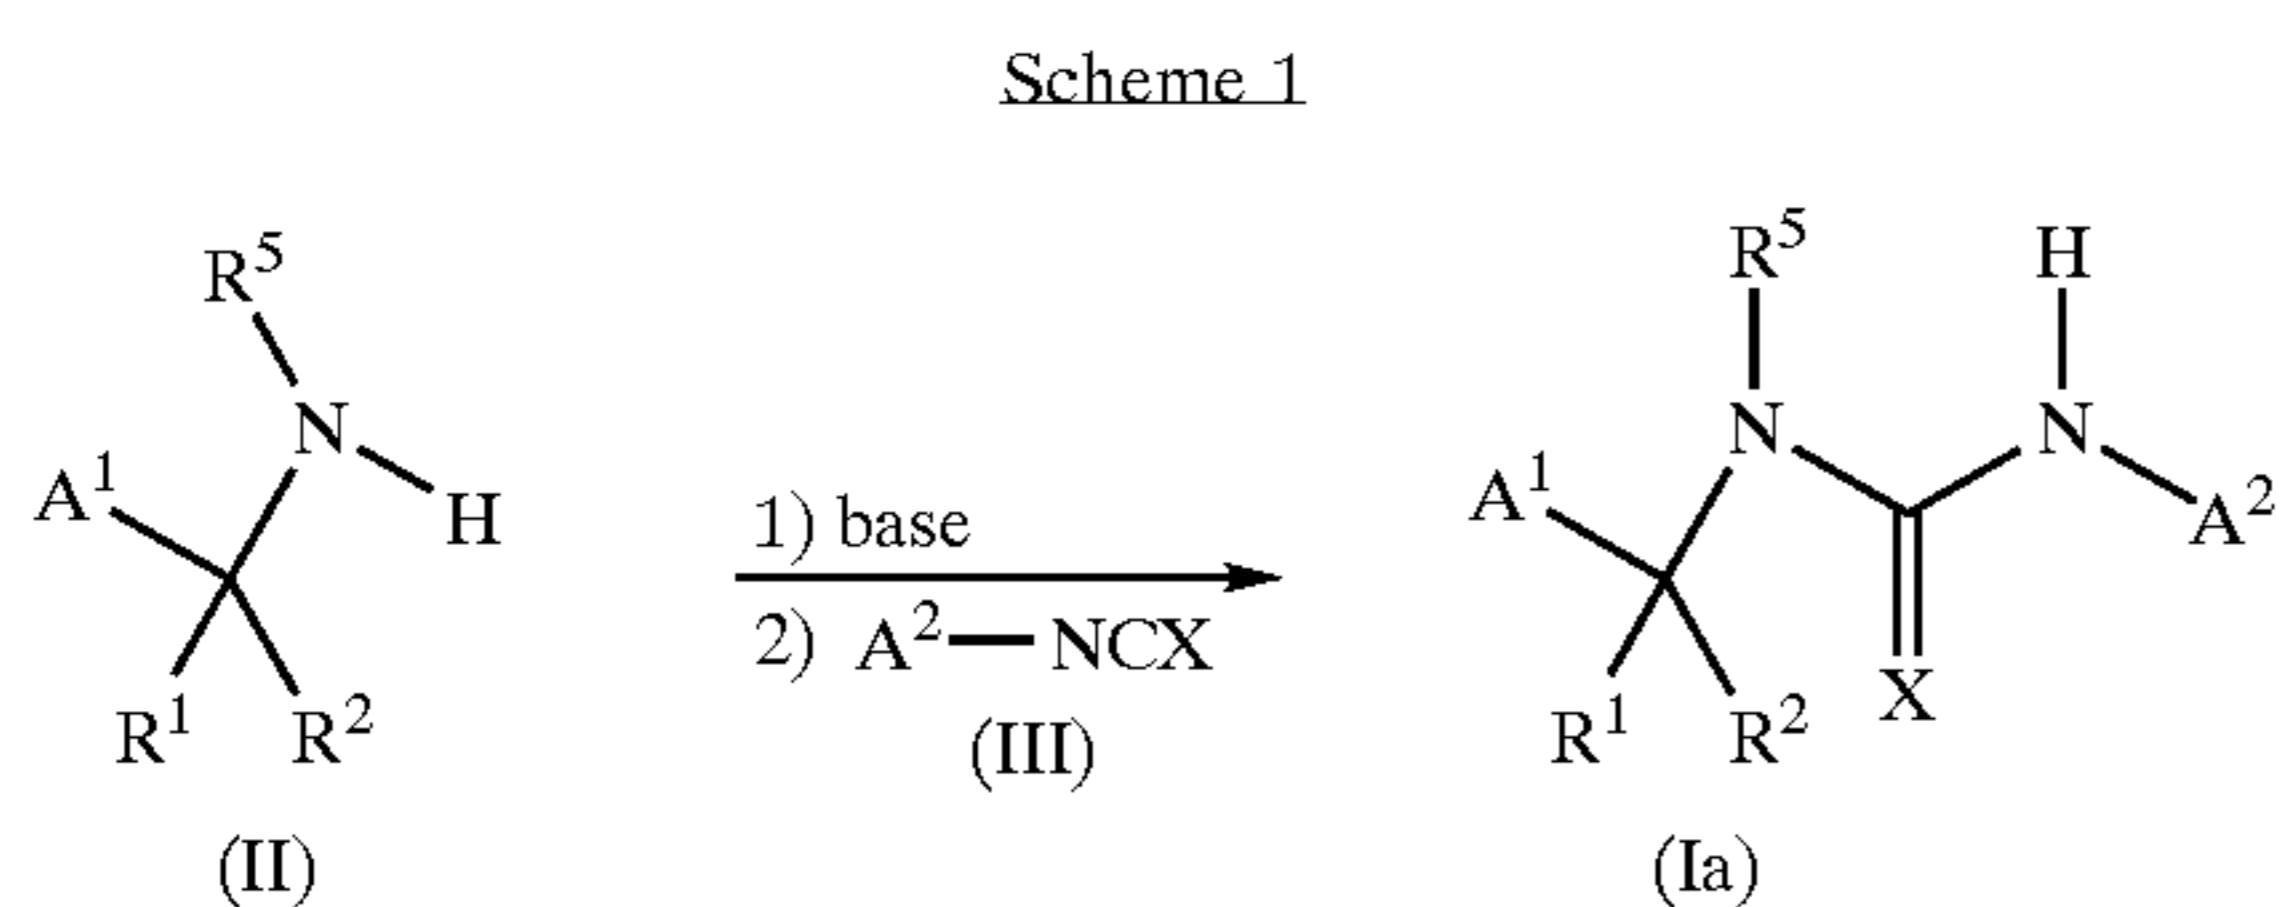 Scheme 1
R⁵
N
A¹
H
R¹ R²
(II)
1) base
2) A²—NCX
(III)
R⁵ H
N N
A¹ A²
X
R¹ R²
(Ia)